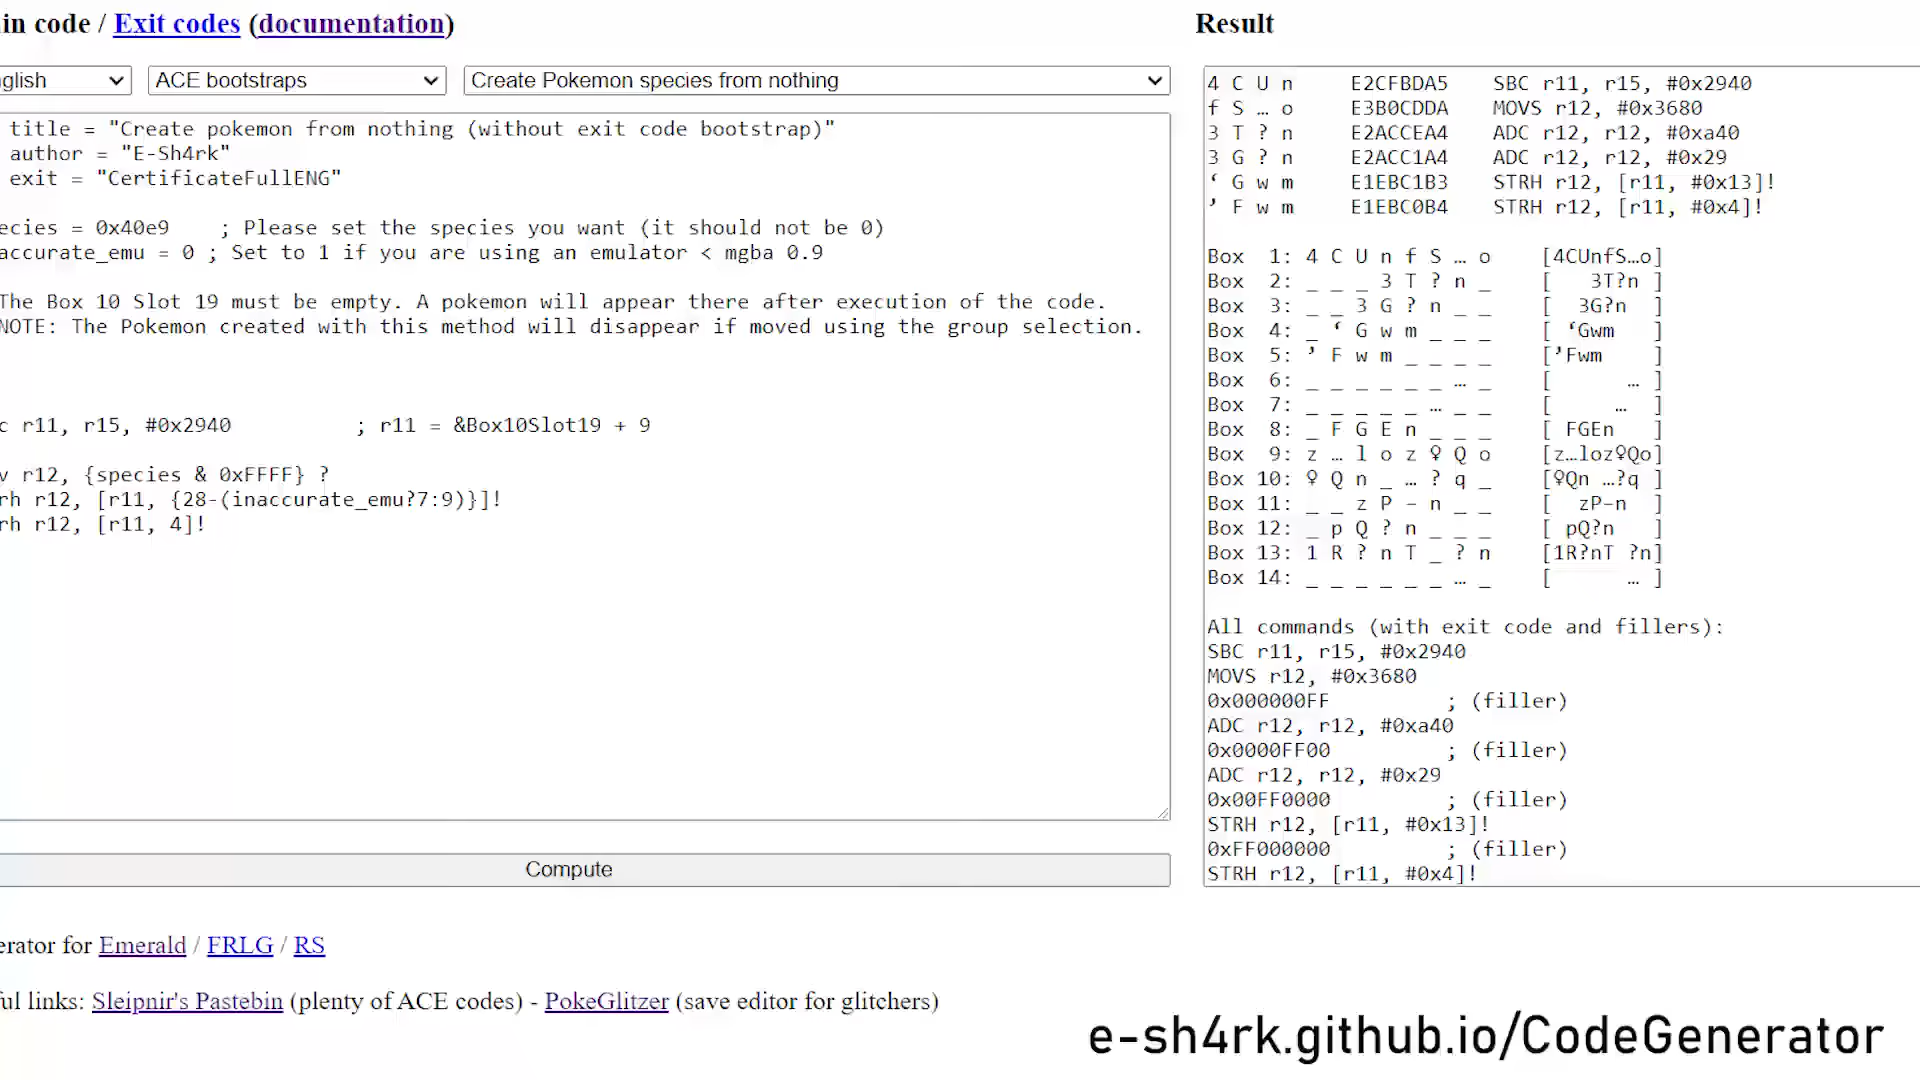 in code / Exit codes (documentation)
glish ACE bootstraps Create Pokemon species from nothing
title = "Create pokemon from nothing (without exit code bootstrap)"
author = "E-Sh4rk"
exit = "CertificateFullENG"
ecies = 0x40e9 ; Please set the species you want (it should not be 0)
accurate_emu = 0 ; Set to 1 if you are using an emulator < mgba 0.9
The Box 10 Slot 19 must be empty. A pokemon will appear there after execution of the code.
NOTE: The Pokemon created with this method will disappear if moved using the group selection.
c r11, r15, #0x2940 ; r11 = &Box10Slot19 + 9
v r12, {species & 0xFFFF} ?
rh r12, [r11, {28-(inaccurate_emu?7:9)}]!
rh r12, [r11, 4]!
Compute
erator for Emerald / FRLG / RS
ful links: Sleipnir's Pastebin (plenty of ACE codes) - PokeGlitzer (save editor for glitchers)
Result
4 C U n E2CFBDA5 SBC r11, r15, #0x2940
f S … o E3B0CDDA MOVS r12, #0x3680
3 T ? n E2ACCEA4 ADC r12, r12, #0xa40
3 G ? n E2ACC1A4 ADC r12, r12, #0x29
‘ G w m E1EBC1B3 STRH r12, [r11, #0x13]!
’ F w m E1EBC0B4 STRH r12, [r11, #0x4]!
Box 1: 4 C U n f S … o [4CUnfS…o]
Box 2: _ _ _ 3 T ? n _ [   3T?n ]
Box 3: _ _ 3 G ? n _ _ [  3G?n  ]
Box 4: _ ‘ G w m _ _ _ [ ‘Gwm   ]
Box 5: ’ F w m _ _ _ _ [’Fwm    ]
Box 6: _ _ _ _ _ _ … _ [      … ]
Box 7: _ _ _ _ _ … _ _ [     …  ]
Box 8: _ F G E n _ _ _ [ FGEn   ]
Box 9: z … l o z ♀ Q o [z…loz♀Qo]
Box 10: ♀ Q n _ … ? q _ [♀Qn …?q ]
Box 11: _ _ z P - n _ _ [  zP-n  ]
Box 12: _ p Q ? n _ _ _ [ pQ?n   ]
Box 13: 1 R ? n T _ ? n [1R?nT ?n]
Box 14: _ _ _ _ _ _ … _ [      … ]
All commands (with exit code and fillers):
SBC r11, r15, #0x2940
MOVS r12, #0x3680
0x000000FF ; (filler)
ADC r12, r12, #0xa40
0x0000FF00 ; (filler)
ADC r12, r12, #0x29
0x00FF0000 ; (filler)
STRH r12, [r11, #0x13]!
0xFF000000 ; (filler)
STRH r12, [r11, #0x4]!
e-sh4rk.github.io/CodeGenerator